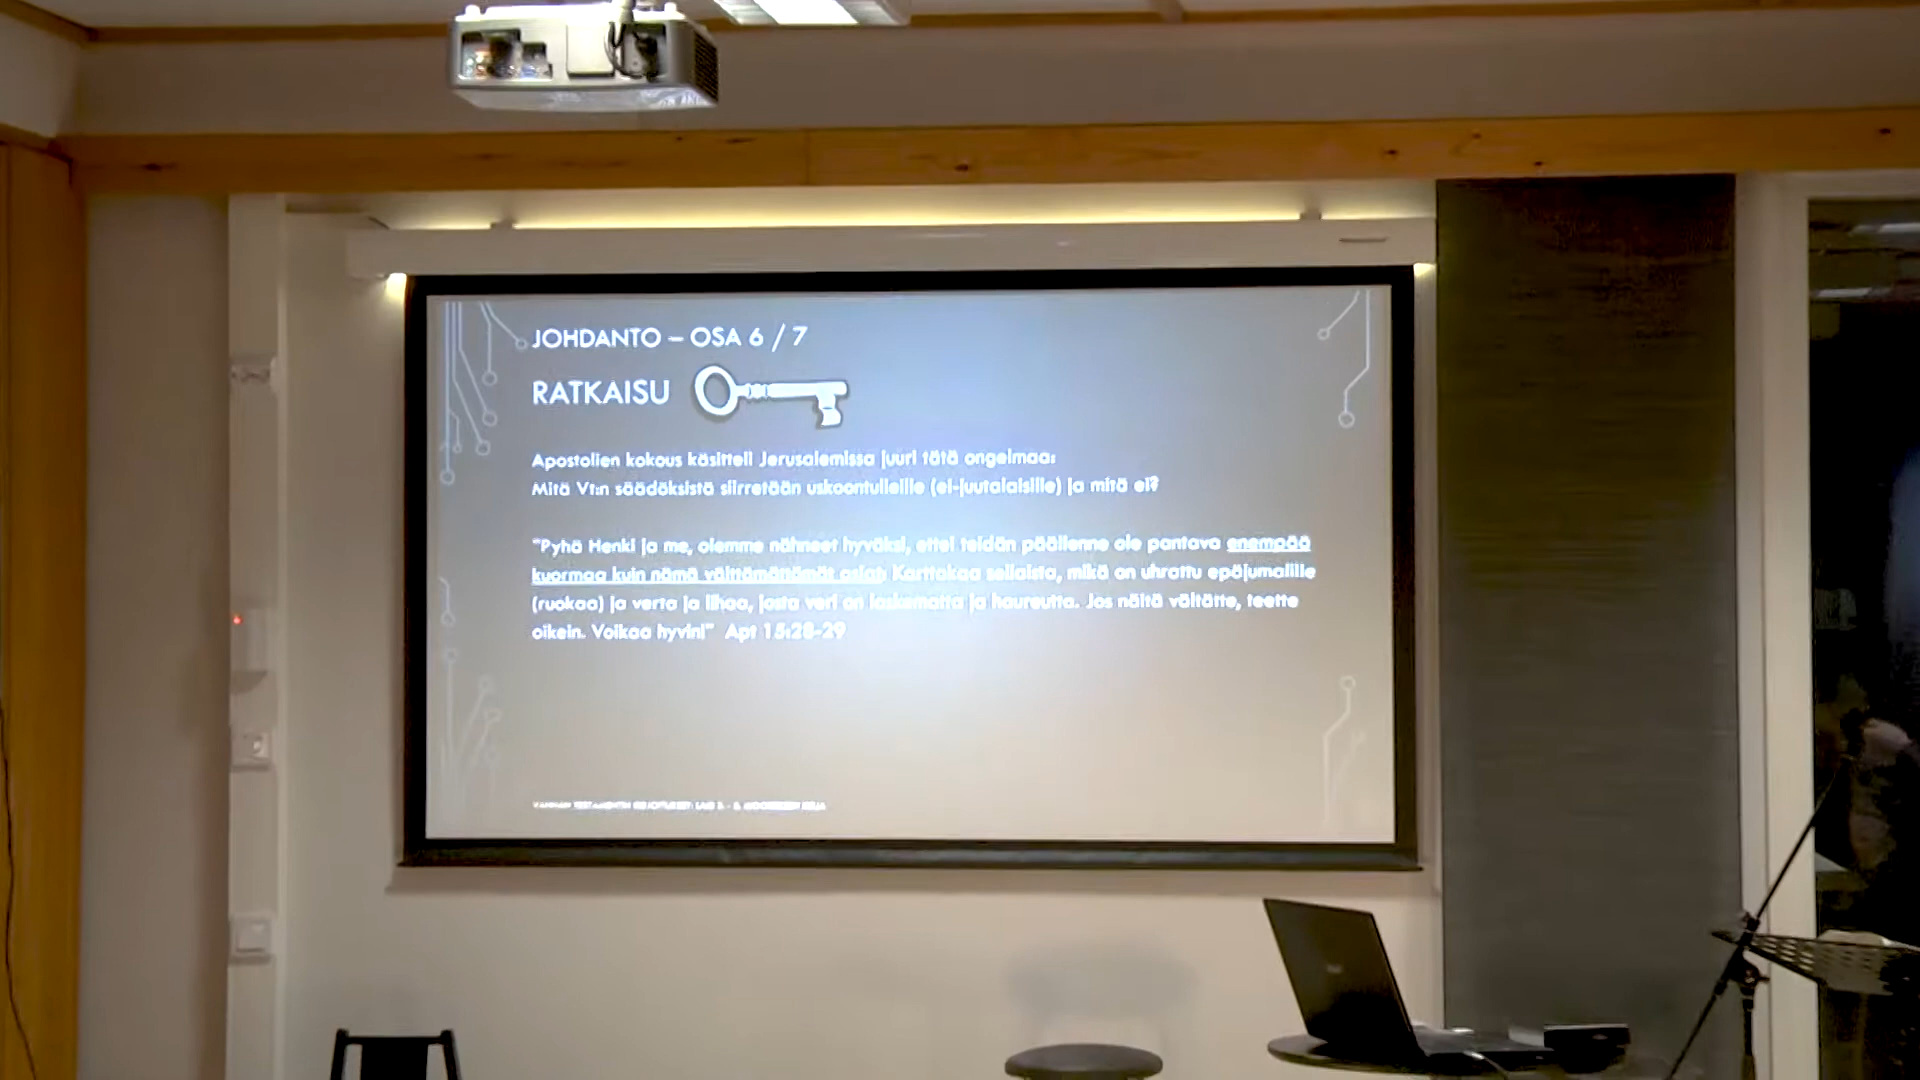 JOHDANTO – OSA 6 / 7
RATKAISU
Apostolien kokous käsitteli Jerusalemissa juuri tätä ongelmaa:
Mitä VT:n säädöksistä siirretään uskoontulleille (ei-juutalaisille) ja mitä ei?
"Pyhä Henki ja me, olemme nähneet hyväksi, ettei teidän päällenne ole pantava enempää
kuormaa kuin nämä välttämättömät asiat: Karttakaa sellaista, mikä on uhrattu epäjumalille
(ruokaa) ja verta ja lihaa, josta veri on laskematta ja haureutta. Jos näitä vältätte, teette
oikein. Voikaa hyvin!" Apt 15:28-29